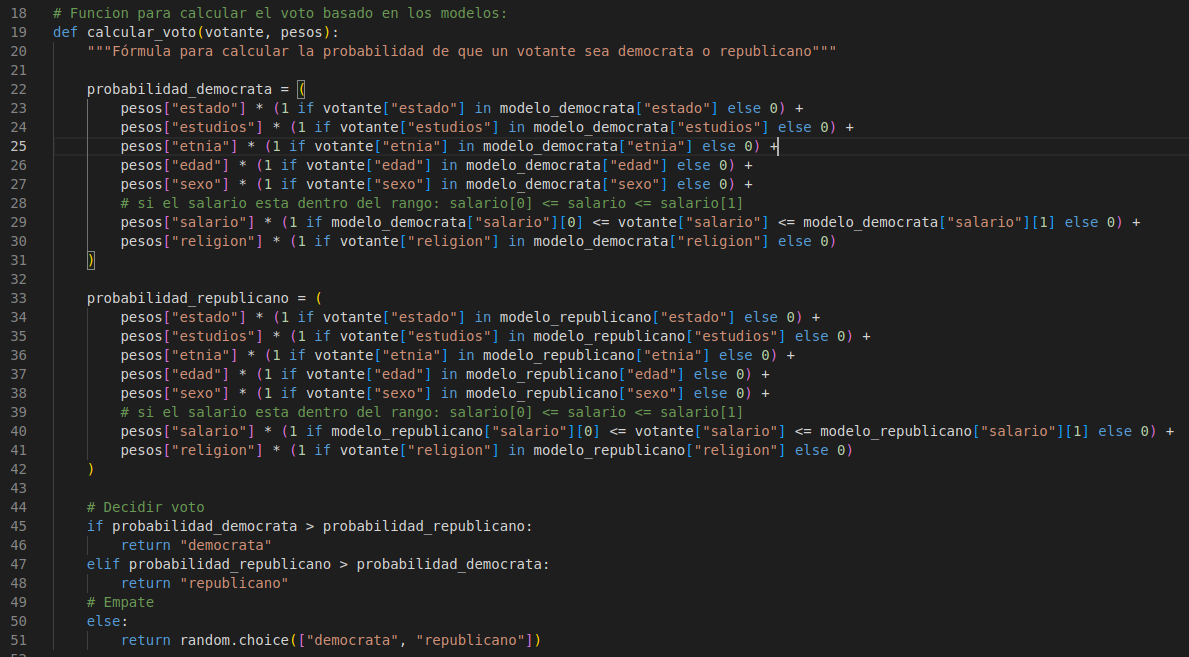 18 # Funcion para calcular el voto basado en los modelos:
19 def calcular_voto(votante, pesos):
20     """Fórmula para calcular la probabilidad de que un votante sea democrata o republicano"""
21
22     probabilidad_democrata = (
23         pesos["estado"] * (1 if votante["estado"] in modelo_democrata["estado"] else 0) +
24         pesos["estudios"] * (1 if votante["estudios"] in modelo_democrata["estudios"] else 0) +
25         pesos["etnia"] * (1 if votante["etnia"] in modelo_democrata["etnia"] else 0) +
26         pesos["edad"] * (1 if votante["edad"] in modelo_democrata["edad"] else 0) +
27         pesos["sexo"] * (1 if votante["sexo"] in modelo_democrata["sexo"] else 0) +
28         # si el salario esta dentro del rango: salario[0] <= salario <= salario[1]
29         pesos["salario"] * (1 if modelo_democrata["salario"][0] <= votante["salario"] <= modelo_democrata["salario"][1] else 0) +
30         pesos["religion"] * (1 if votante["religion"] in modelo_democrata["religion"] else 0)
31     )
32
33     probabilidad_republicano = (
34         pesos["estado"] * (1 if votante["estado"] in modelo_republicano["estado"] else 0) +
35         pesos["estudios"] * (1 if votante["estudios"] in modelo_republicano["estudios"] else 0) +
36         pesos["etnia"] * (1 if votante["etnia"] in modelo_republicano["etnia"] else 0) +
37         pesos["edad"] * (1 if votante["edad"] in modelo_republicano["edad"] else 0) +
38         pesos["sexo"] * (1 if votante["sexo"] in modelo_republicano["sexo"] else 0) +
39         # si el salario esta dentro del rango: salario[0] <= salario <= salario[1]
40         pesos["salario"] * (1 if modelo_republicano["salario"][0] <= votante["salario"] <= modelo_republicano["salario"][1] else 0) +
41         pesos["religion"] * (1 if votante["religion"] in modelo_republicano["religion"] else 0)
42     )
43
44     # Decidir voto
45     if probabilidad_democrata > probabilidad_republicano:
46         return "democrata"
47     elif probabilidad_republicano > probabilidad_democrata:
48         return "republicano"
49     # Empate
50     else:
51         return random.choice(["democrata", "republicano"])